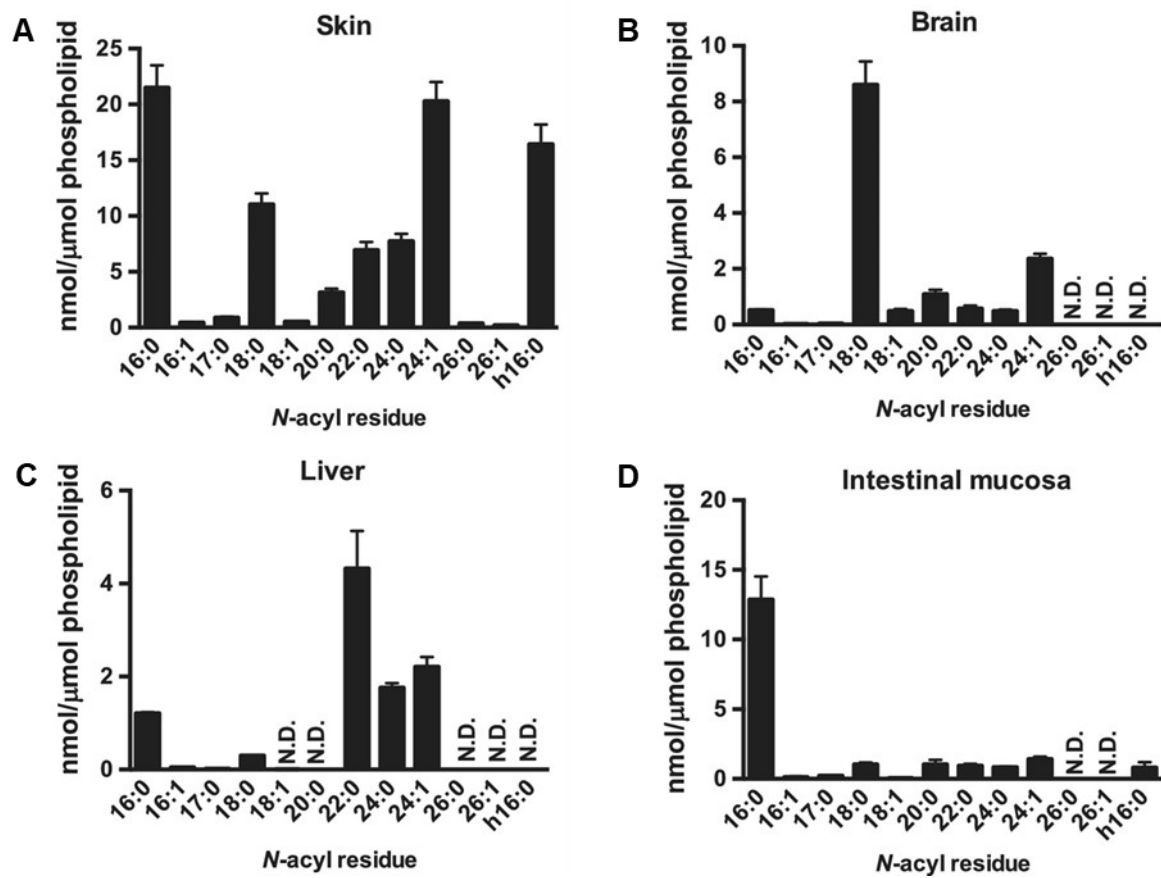 A
Skin
nmol/μmol phospholipid
25
20
15
10
5
0
16:0
16:1
17:0
18:0
18:1
20:0
22:0
24:0
24:1
26:0
26:1
h16:0
N-acyl residue
B
Brain
nmol/μmol phospholipid
10
8
6
4
2
0
N.D.
N.D.
N.D.
16:0
16:1
17:0
18:0
18:1
20:0
22:0
24:0
24:1
26:0
26:1
h16:0
N-acyl residue
C
Liver
nmol/μmol phospholipid
6
4
2
0
N.D.
N.D.
N.D.
N.D.
N.D.
16:0
16:1
17:0
18:0
18:1
20:0
22:0
24:0
24:1
26:0
26:1
h16:0
N-acyl residue
D
Intestinal mucosa
nmol/μmol phospholipid
20
15
10
5
0
N.D.
N.D.
16:0
16:1
17:0
18:0
18:1
20:0
22:0
24:0
24:1
26:0
26:1
h16:0
N-acyl residue